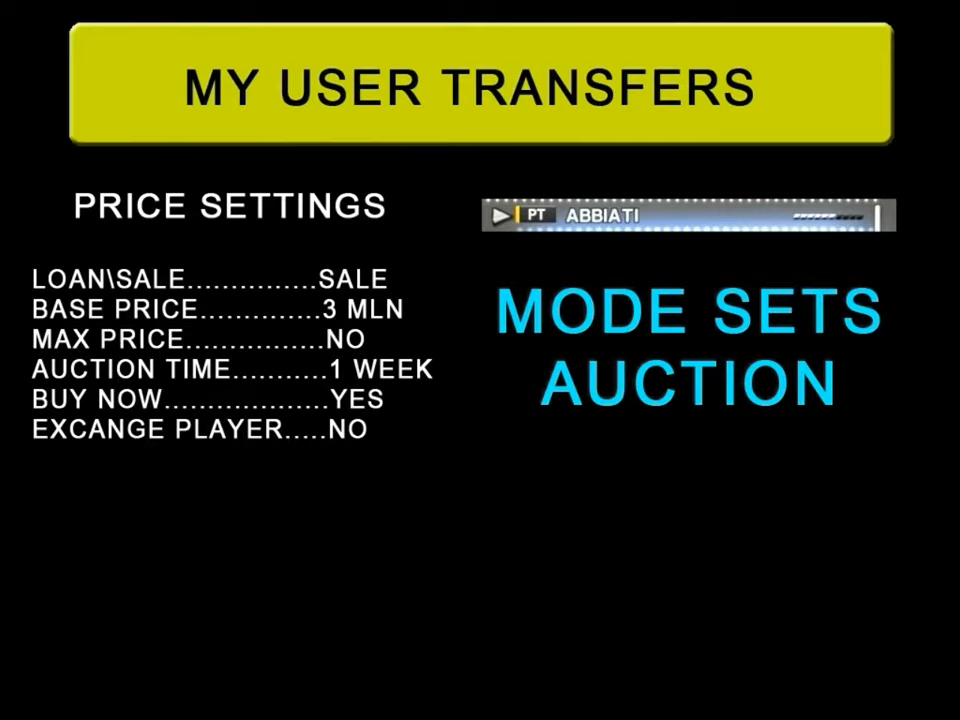 MY USER TRANSFERS
PRICE SETTINGS
LOAN\SALE...............SALE
BASE PRICE..............3 MLN
MAX PRICE................NO
AUCTION TIME...........1 WEEK
BUY NOW...................YES
EXCANGE PLAYER.....NO
PT ABBIATI
MODE SETS
AUCTION